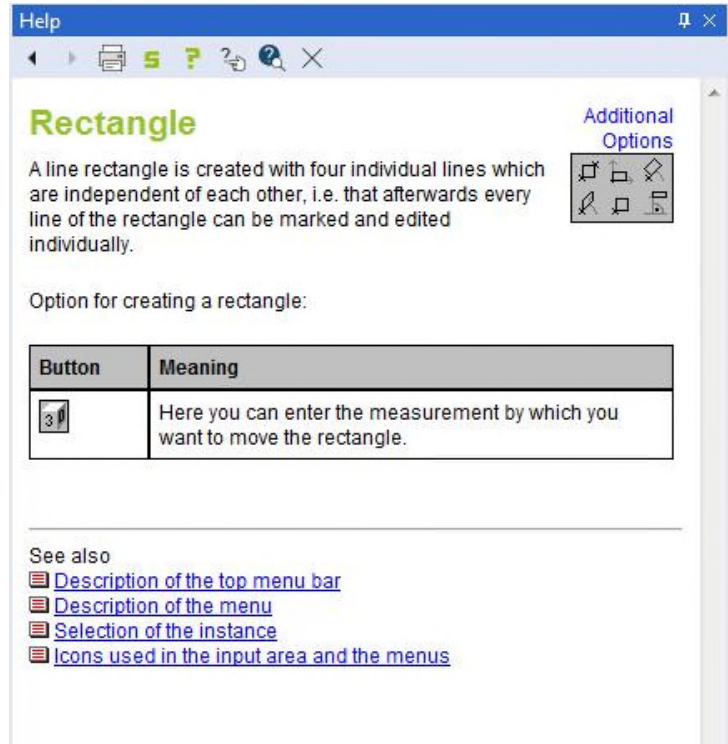 Help
Rectangle
Additional
Options
A line rectangle is created with four individual lines which
are independent of each other, i.e. that afterwards every
line of the rectangle can be marked and edited
individually.
Option for creating a rectangle:
Button Meaning
3 Here you can enter the measurement by which you
want to move the rectangle.
See also
Description of the top menu bar
Description of the menu
Selection of the instance
Icons used in the input area and the menus